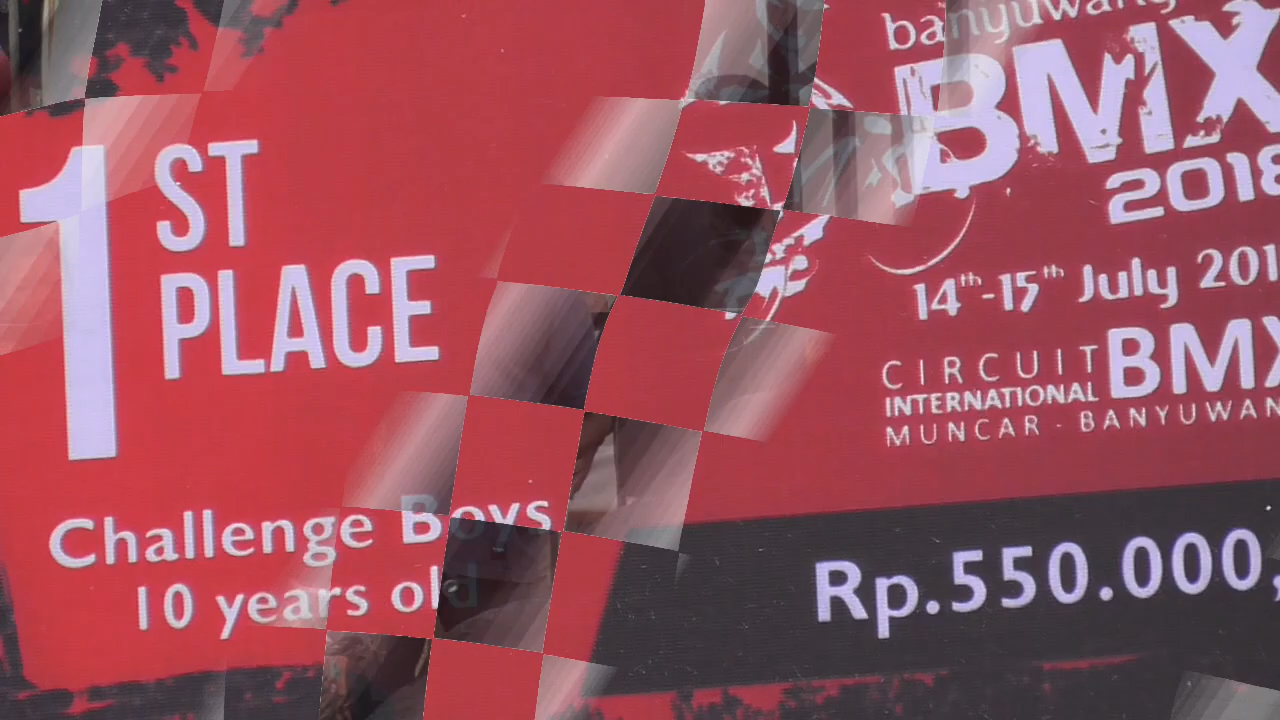 1 ST
PLACE
Challenge Boys
10 years old
BMX
2018
14th-15th July 201
CIRCUIT BMX
INTERNATIONAL
MUNCAR - BANYUWAN
Rp.550.000,